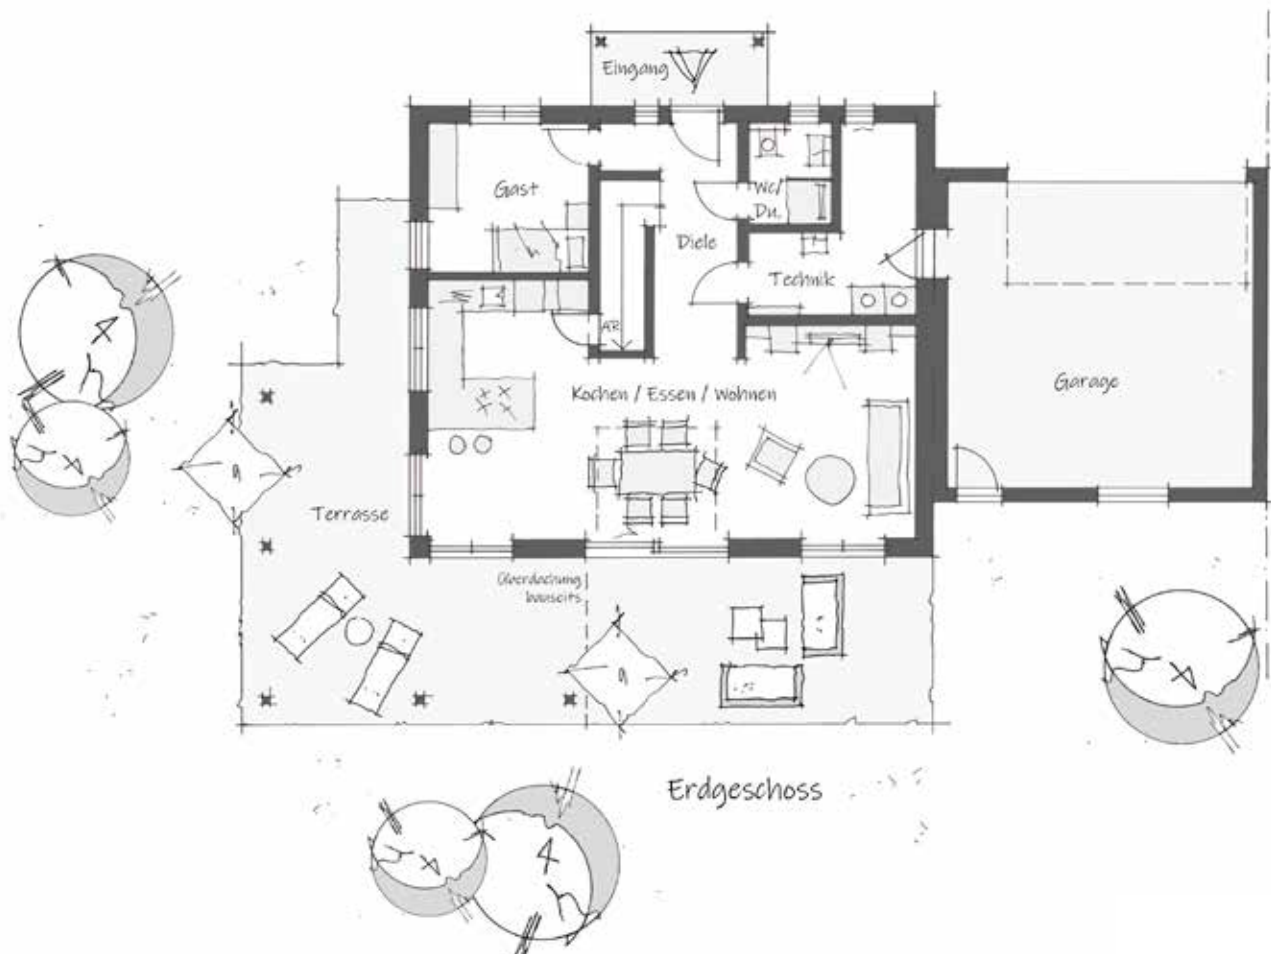 Eingang
Gast
Wc/
Du.
Diele
Technik
AR
Kochen / Essen / Wohnen
Garage
Terrasse
Überdachung
bauseits
Erdgeschoss